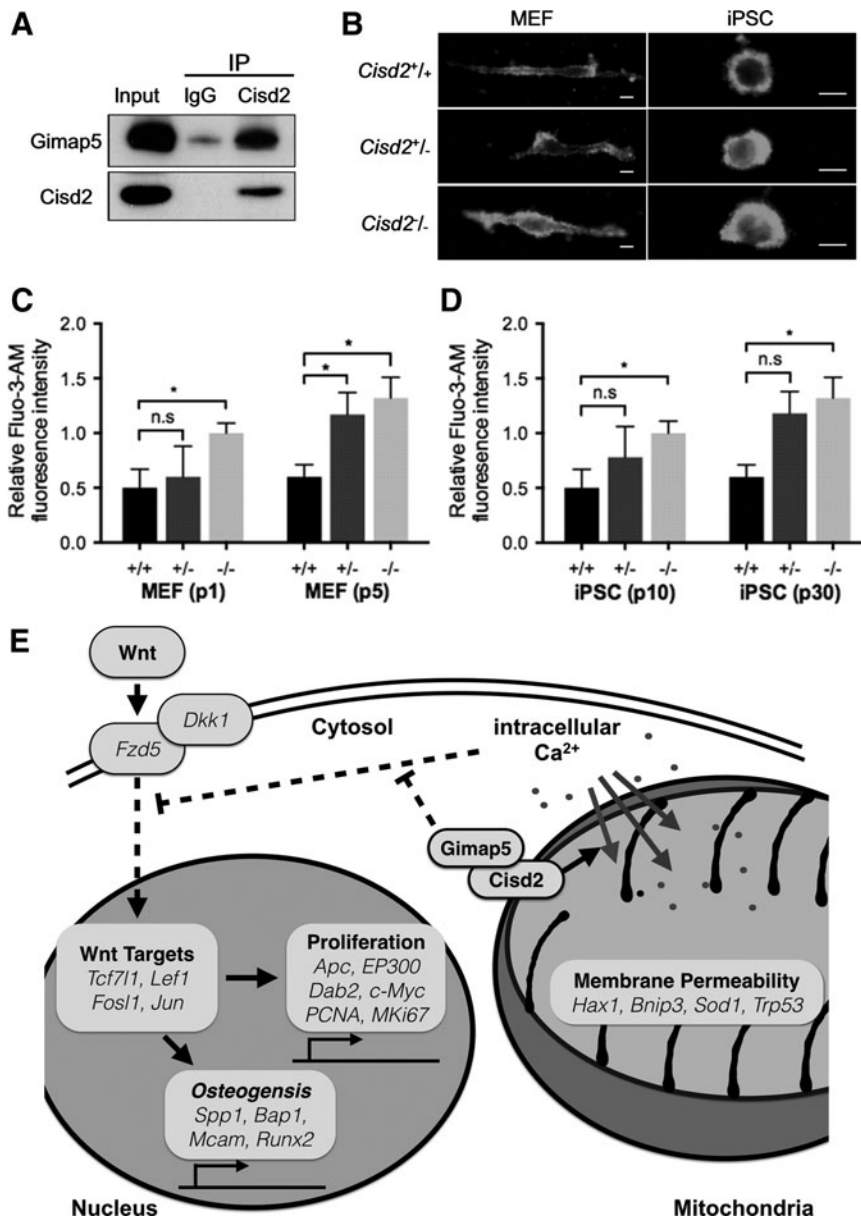 A
IP
Input
IgG
Cisd2
Gimap5
Cisd2
B
MEF
iPSC
Cisd2+/+
Cisd2+/-
Cisd2-/-
C
Relative Fluo-3-AM
fluoresence intensity
2.0
1.5
1.0
0.5
0.0
n.s
*
*
*
+/+
+/-
-/-
+/+
+/-
-/-
MEF (p1)
MEF (p5)
D
Relative Fluo-3-AM
fluoresence intensity
2.0
1.5
1.0
0.5
0.0
n.s
*
n.s
*
+/+
+/-
-/-
+/+
+/-
-/-
iPSC (p10)
iPSC (p30)
E
Wnt
Dkk1
Fzd5
Cytosol
intracellular
Ca2+
Gimap5
Cisd2
Wnt Targets
Tcf7l1, Lef1
Fosl1, Jun
Proliferation
Apc, EP300
Dab2, c-Myc
PCNA, MKi67
Osteogensis
Spp1, Bap1,
Mcam, Runx2
Membrane Permeability
Hax1, Bnip3, Sod1, Trp53
Nucleus
Mitochondria